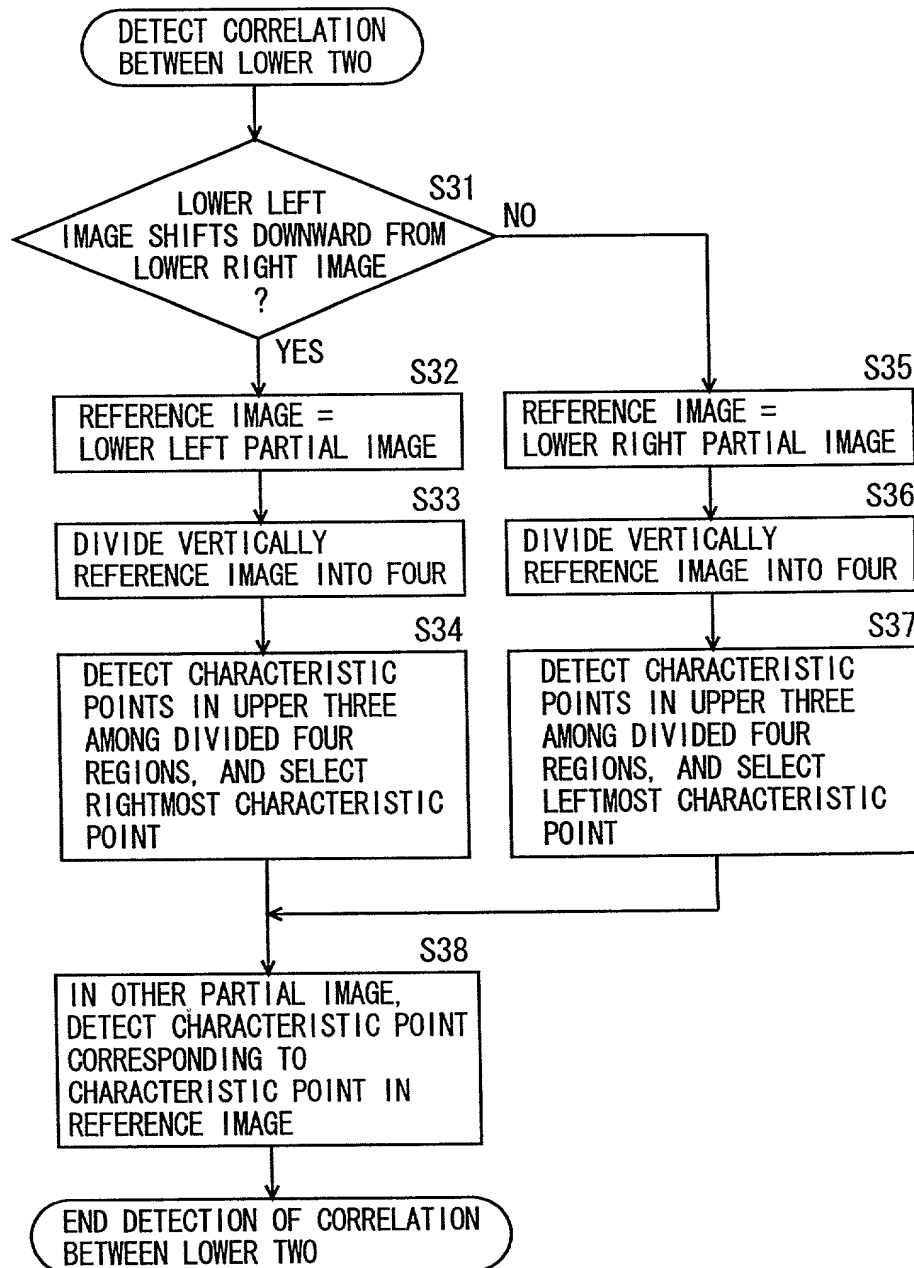 DETECT CORRELATION
BETWEEN LOWER TWO
S31
LOWER LEFT
IMAGE SHIFTS DOWNWARD FROM
LOWER RIGHT IMAGE
?
NO
YES
S32
REFERENCE IMAGE =
LOWER LEFT PARTIAL IMAGE
S33
DIVIDE VERTICALLY
REFERENCE IMAGE INTO FOUR
S34
DETECT CHARACTERISTIC
POINTS IN UPPER THREE
AMONG DIVIDED FOUR
REGIONS, AND SELECT
RIGHTMOST CHARACTERISTIC
POINT
S35
REFERENCE IMAGE =
LOWER RIGHT PARTIAL IMAGE
S36
DIVIDE VERTICALLY
REFERENCE IMAGE INTO FOUR
S37
DETECT CHARACTERISTIC
POINTS IN UPPER THREE
AMONG DIVIDED FOUR
REGIONS, AND SELECT
LEFTMOST CHARACTERISTIC
POINT
S38
IN OTHER PARTIAL IMAGE,
DETECT CHARACTERISTIC POINT
CORRESPONDING TO
CHARACTERISTIC POINT IN
REFERENCE IMAGE
END DETECTION OF CORRELATION
BETWEEN LOWER TWO